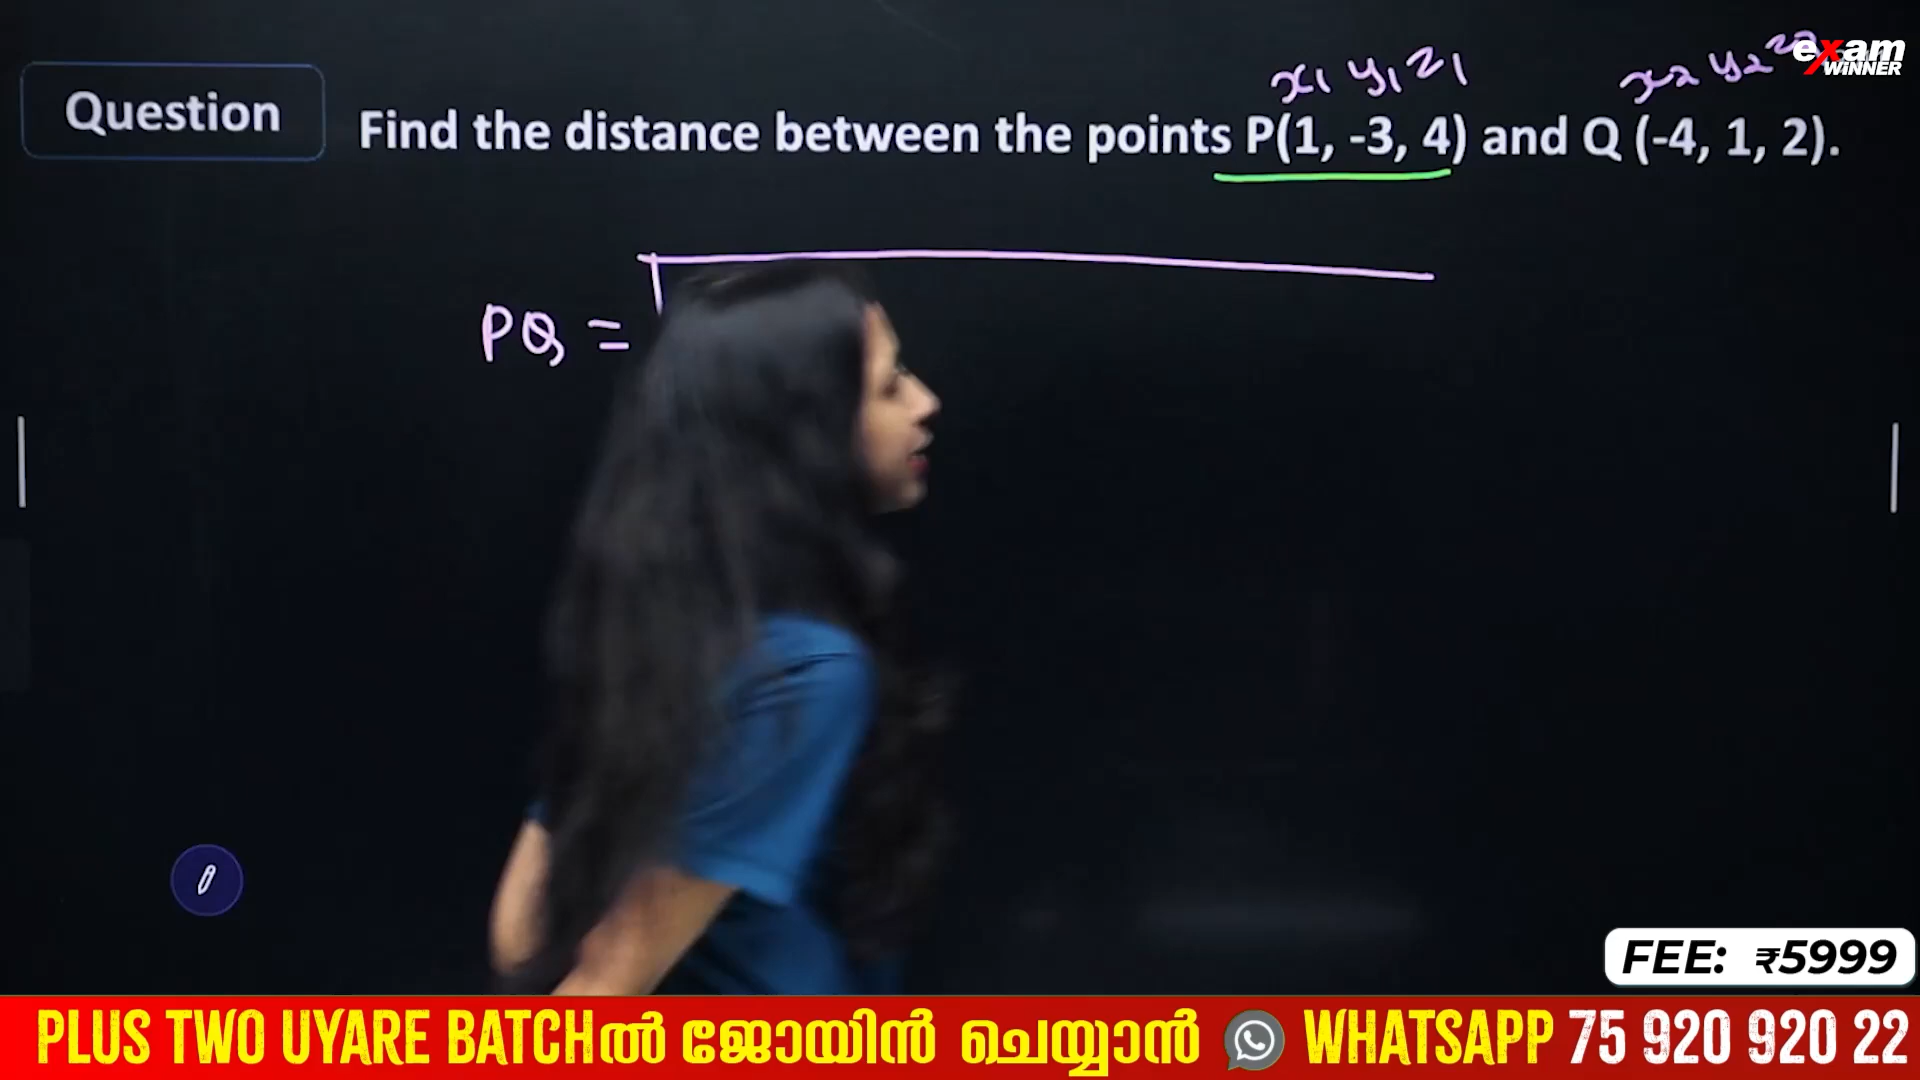 x1 y1 z1 x2 y2 z2
exam
WiNNER
Question
Find the distance between the points P(1, -3, 4) and Q (-4, 1, 2).
PQ =
FEE: ₹5999
PLUS TWO UYARE BATCHൽ ജോയിൻ ചെയ്യാൻ WHATSAPP 75 920 920 22